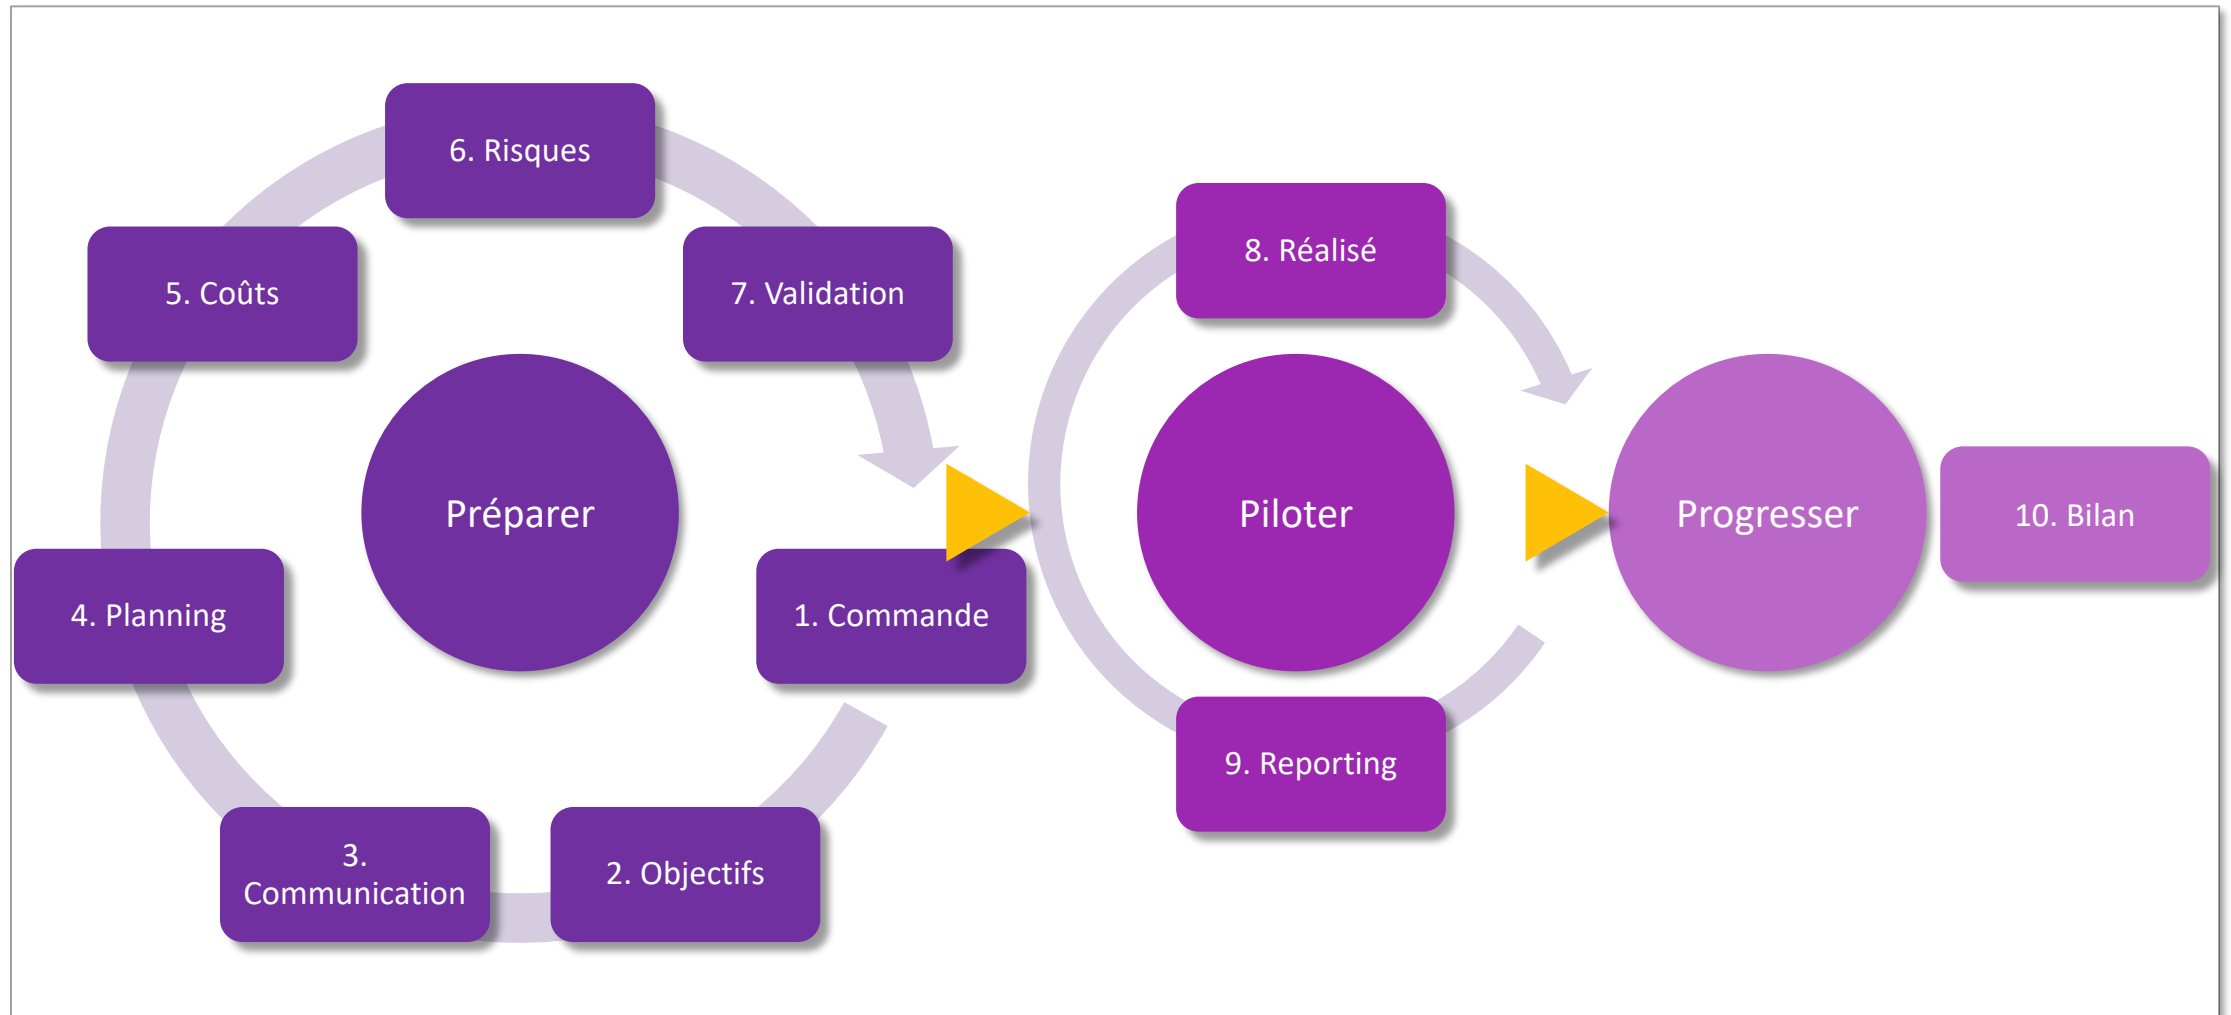 6. Risques
5. Coûts
7. Validation
Préparer
4. Planning
1. Commande
3.
Communication
2. Objectifs
8. Réalisé
Piloter
9. Reporting
Progresser
10. Bilan